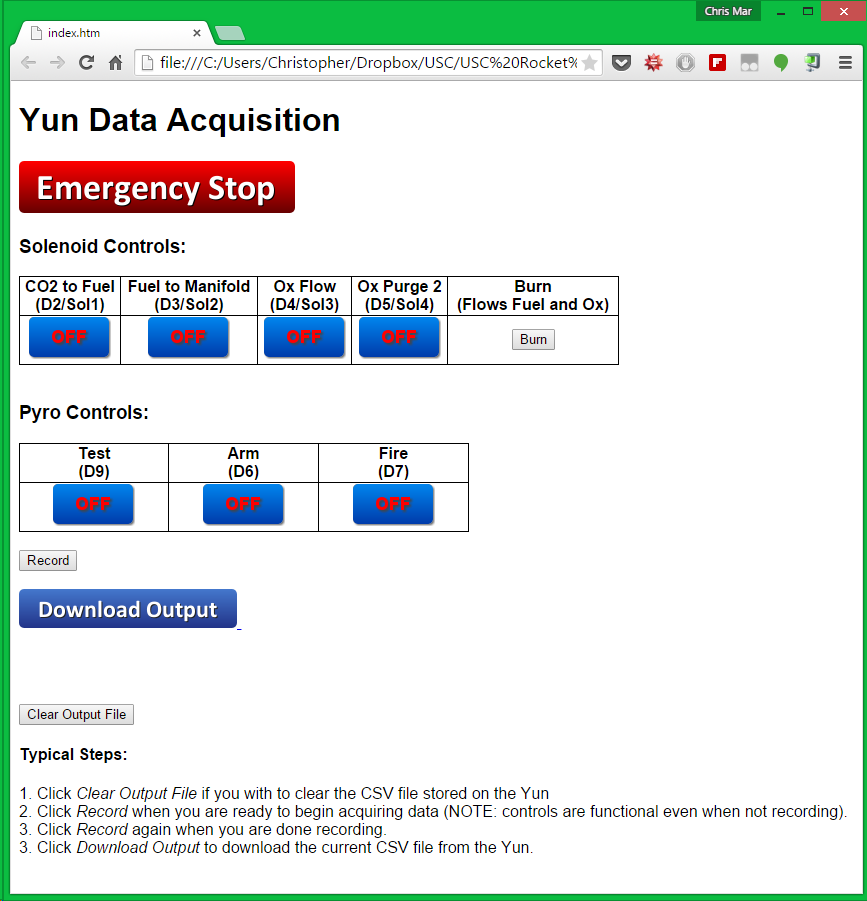 Chris Mar
index.htm
file:///C:/Users/Christopher/Dropbox/USC/USC%20Rocket%
Yun Data Acquisition
Emergency Stop
Solenoid Controls:
CO2 to Fuel Fuel to Manifold Ox Flow Ox Purge 2 Burn
(D2/Sol1) (D3/Sol2) (D4/Sol3) (D5/Sol4) (Flows Fuel and Ox)
OFF OFF OFF OFF Burn
Pyro Controls:
Test Arm Fire
(D9) (D6) (D7)
OFF OFF OFF
Record
Download Output
Clear Output File
Typical Steps:
1. Click Clear Output File if you with to clear the CSV file stored on the Yun
2. Click Record when you are ready to begin acquiring data (NOTE: controls are functional even when not recording).
3. Click Record again when you are done recording.
3. Click Download Output to download the current CSV file from the Yun.